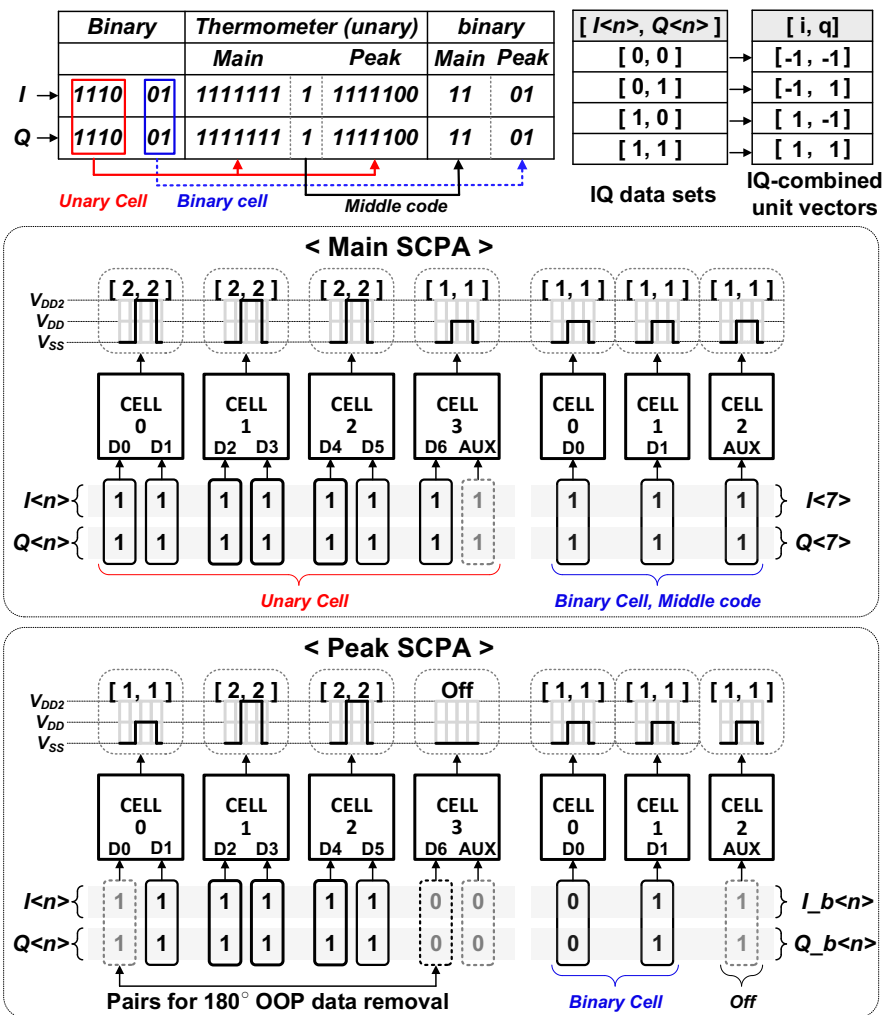 Binary Thermometer (unary) binary
Main Peak Main Peak
I 1110 01 1111111 1 1111100 11 01
Q 1110 01 1111111 1 1111100 11 01
Unary Cell Binary cell Middle code
[ I<n>, Q<n> ] [ i, q]
[ 0, 0 ] [-1, -1]
[ 0, 1 ] [-1, 1]
[ 1, 0 ] [ 1, -1]
[ 1, 1 ] [ 1, 1]
IQ data sets IQ-combined
unit vectors
< Main SCPA >
[ 2, 2 ] [ 2, 2 ] [ 2, 2 ] [ 1, 1 ] [ 1, 1 ] [ 1, 1 ] [ 1, 1 ]
VDD2
VDD
VSS
CELL CELL CELL CELL CELL CELL CELL
0 1 2 3 0 1 2
D0 D1 D2 D3 D4 D5 D6 AUX D0 D1 AUX
I<n> 1 1 1 1 1 1 1 1 1 1 1 I<7>
Q<n> 1 1 1 1 1 1 1 1 1 1 1 Q<7>
Unary Cell Binary Cell, Middle code
< Peak SCPA >
[ 1, 1 ] [ 2, 2 ] [ 2, 2 ] Off [ 1, 1 ] [ 1, 1 ] [ 1, 1 ]
VDD2
VDD
VSS
CELL CELL CELL CELL CELL CELL CELL
0 1 2 3 0 1 2
D0 D1 D2 D3 D4 D5 D6 AUX D0 D1 AUX
I<n> 1 1 1 1 1 1 0 0 0 1 1 I_b<n>
Q<n> 1 1 1 1 1 1 0 0 0 1 1 Q_b<n>
Pairs for 180° OOP data removal Binary Cell Off